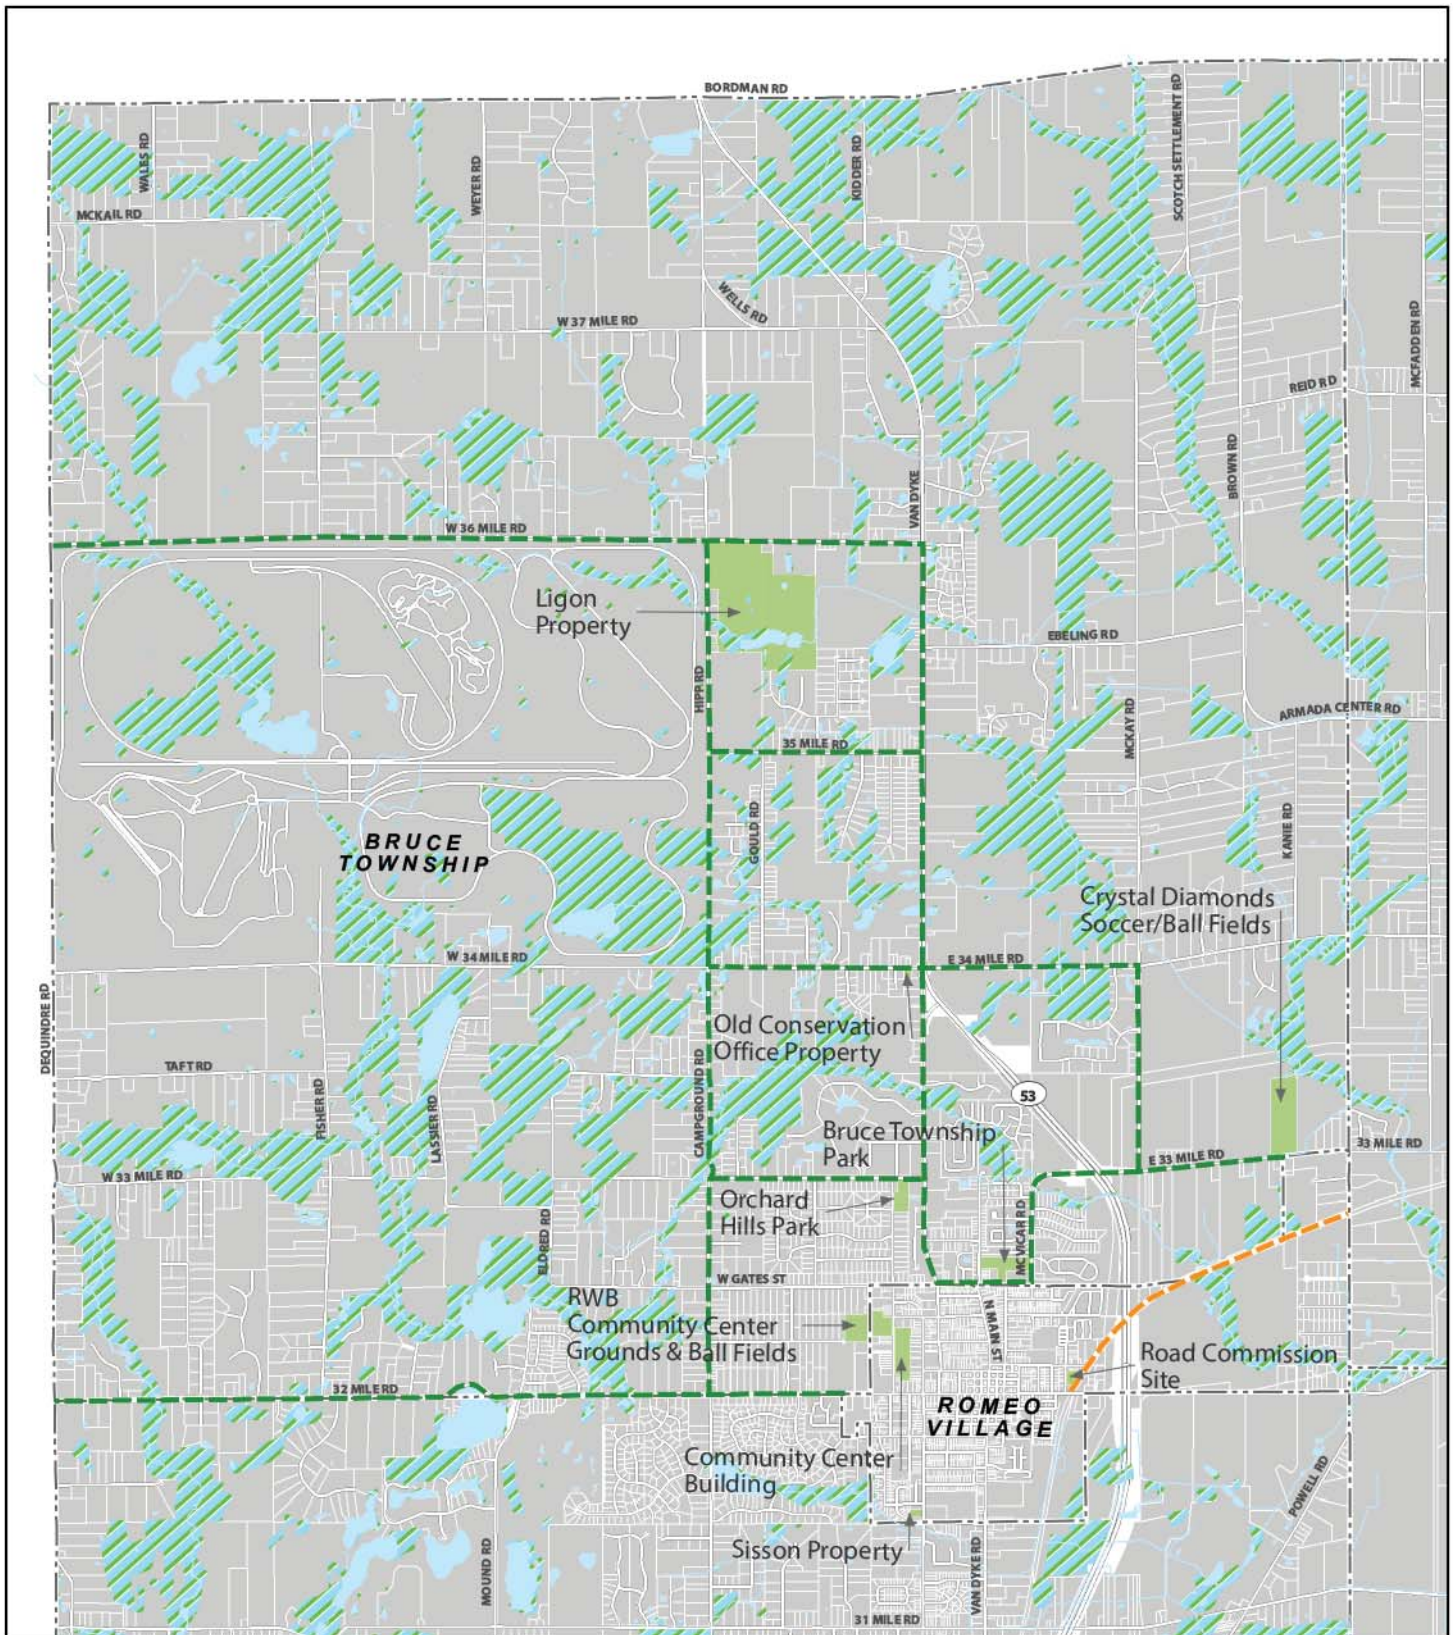 BORDMAN RD
WALES RD
WEYER RD
KIDDER RD
SCOTCH SETTLEMENT RD
MCKAIL RD
WELLS RD
W 37 MILE RD
MCFADDEN RD
REID RD
BROWN RD
VAN DYKE
W 36 MILE RD
Ligon
Property
EBELING RD
HIPP RD
MCKAY RD
ARMADA CENTER RD
35 MILE RD
GOULD RD
KANIE RD
BRUCE
TOWNSHIP
Crystal Diamonds
Soccer/Ball Fields
W 34 MILE RD
E 34 MILE RD
DEQUINDRE RD
Old Conservation
Office Property
TAFT RD
FISHER RD
LASSIER RD
CAMPGROUND RD
53
Bruce Township
Park
33 MILE RD
E 33 MILE RD
W 33 MILE RD
Orchard
Hills Park
MCVICAR RD
ELDRED RD
W GATES ST
RWB
Community Center
Grounds & Ball Fields
N MAIN ST
Road Commission
Site
32 MILE RD
ROMEO
VILLAGE
Community Center
Building
POWELL RD
Sisson Property
MOUND RD
VAN DYKE RD
31 MILE RD